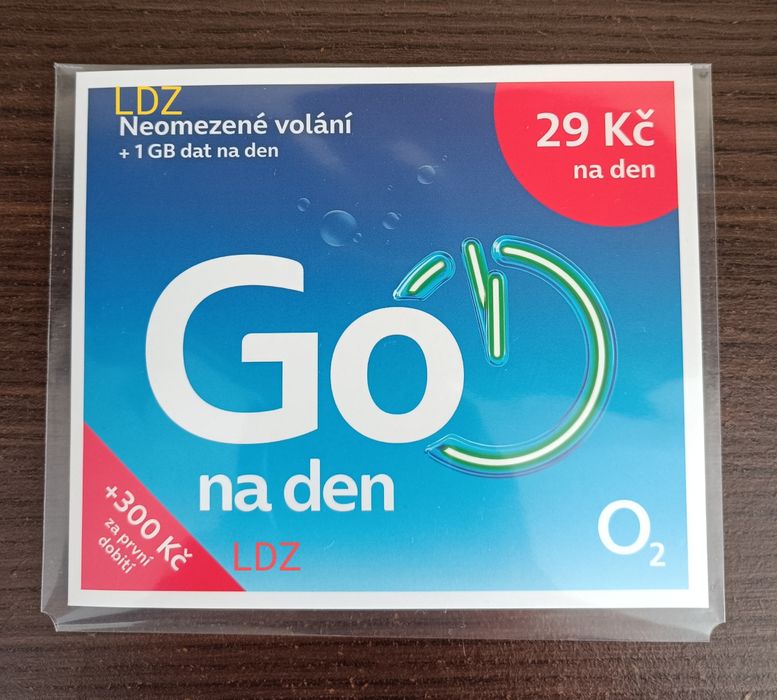 LDZ
Neomezené volání
+ 1 GB dat na den
29 Kč
na den
Go
na den
+300 Kč
za první
dobití
LDZ
O2